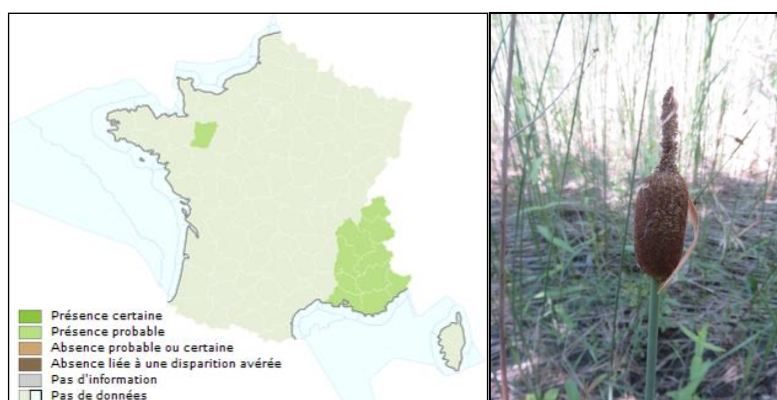 Présence certaine
Présence probable
Absence probable ou certaine
Absence liée à une disparition avérée
Pas d'information
Pas de données